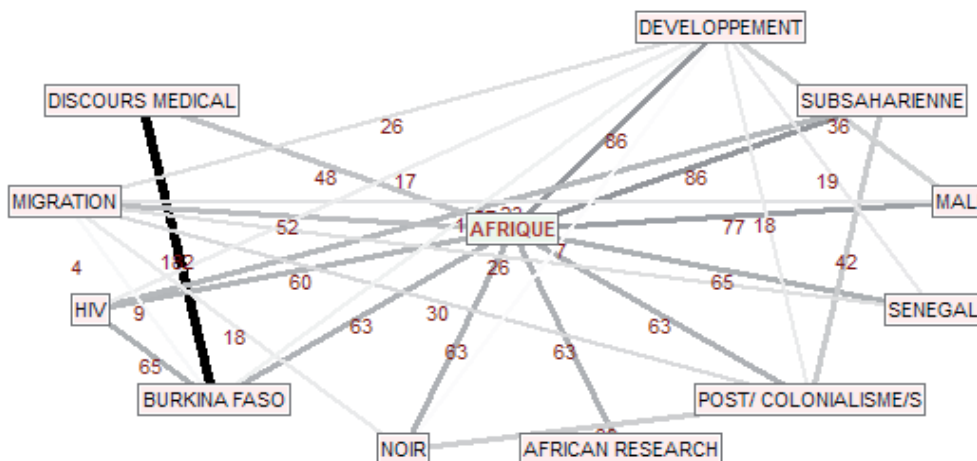 DEVELOPPEMENT
DISCOURS MEDICAL
SUBSAHARIENNE
26
36
86
48
17
86
19
MIGRATION
MAL
52
AFRIQUE
77
18
4
182
26
7
42
60
65
HIV
9
30
SENEGAL
18
63
63
63
63
65
BURKINA FASO
POST/ COLONIALISME/S
NOIR
AFRICAN RESEARCH